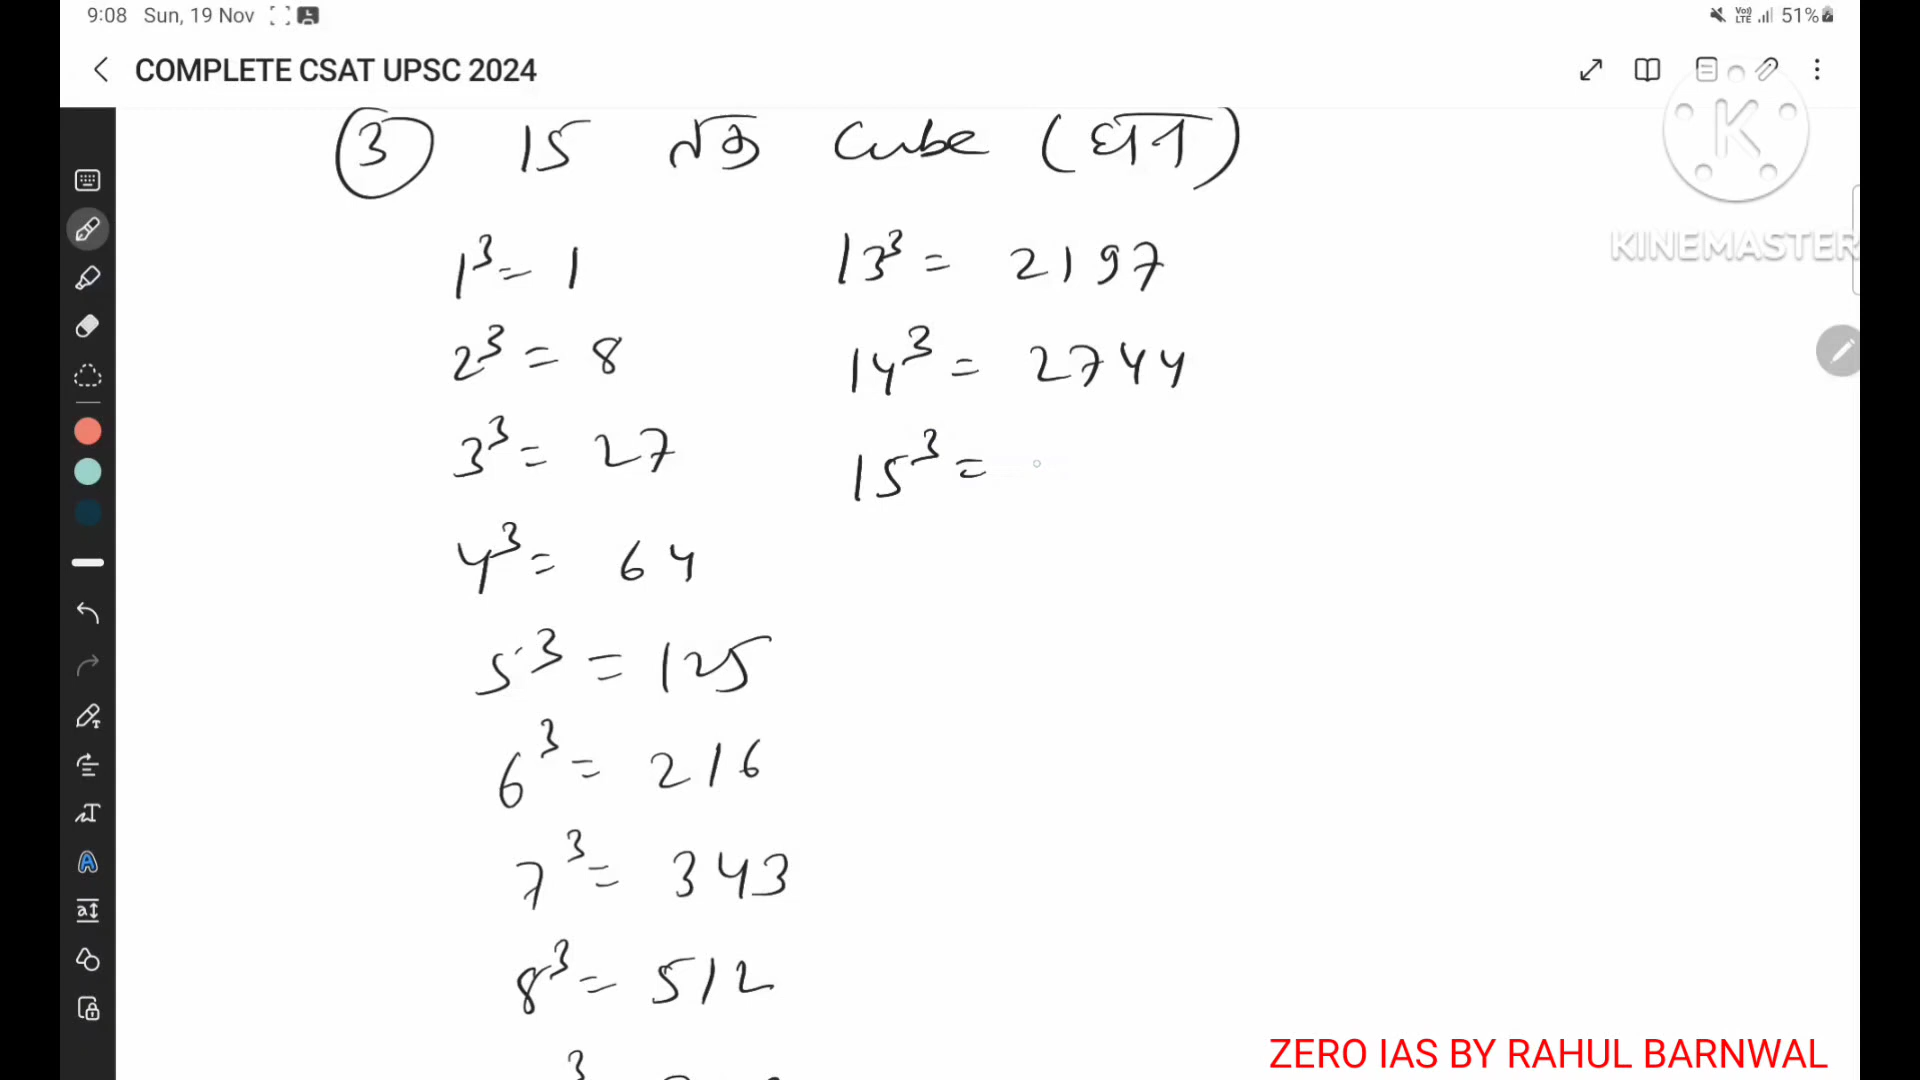 9:08 Sun, 19 Nov
Vo)) LTE 51%
COMPLETE CSAT UPSC 2024
K
KINEMASTER
③ 15 तक Cube (घन)
1³ = 1
2³ = 8
3³ = 27
4³ = 64
5³ = 125
6³ = 216
7³ = 343
8³ = 512
13³ = 2197
14³ = 2744
15³ =
ZERO IAS BY RAHUL BARNWAL